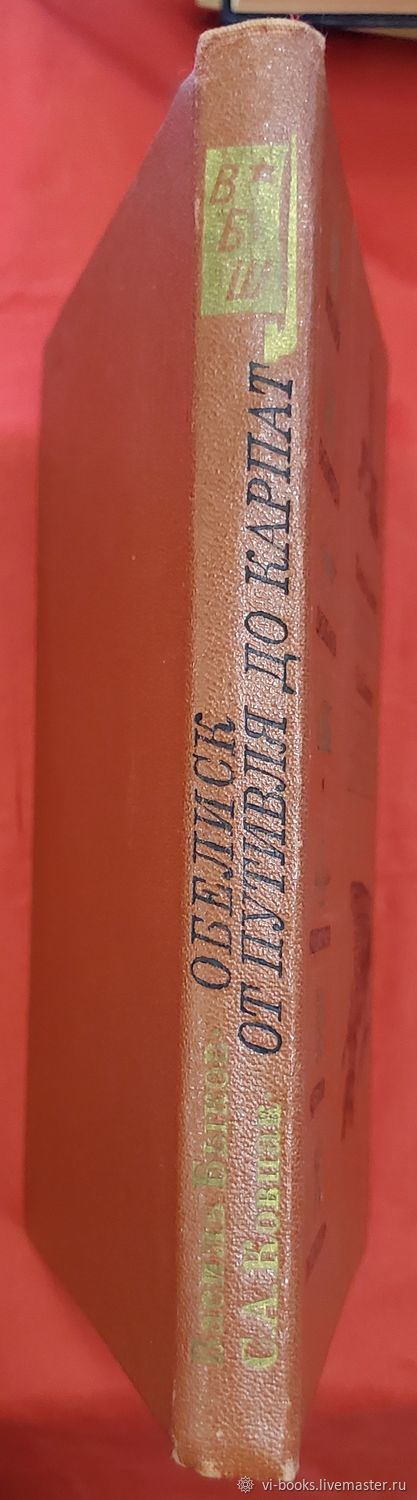 В
Б
Ш
Василь Быков ОБЕЛИСК
С.А.Ковпак ОТ ПУТИВЛЯ ДО КАРПАТ
vi-books.livemaster.ru